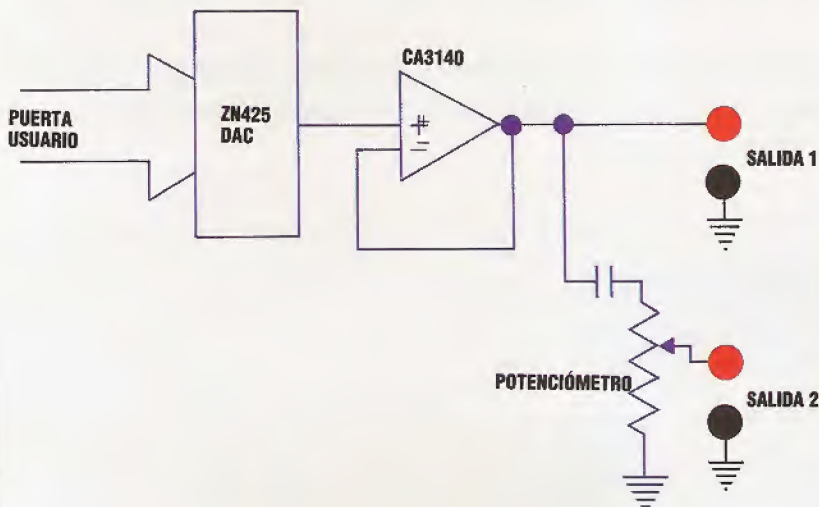 CA3140
PUERTA
USUARIO
ZN425
DAC
+
−
SALIDA 1
POTENCIÓMETRO
SALIDA 2